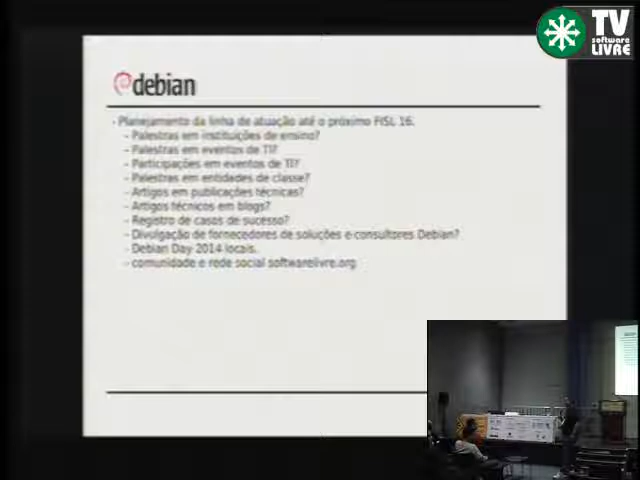 TV
software
LIVRE
debian
- Planejamento da linha de atuação até o próximo FISL 16.
- Palestras em instituições de ensino?
- Palestras em eventos de TI?
- Participações em eventos de TI?
- Palestras em entidades de classe?
- Artigos em publicações técnicas?
- Artigos técnicos em blogs?
- Registro de casos de sucesso?
- Divulgação de fornecedores de soluções e consultores Debian?
- Debian Day 2014 locais.
- comunidade e rede social softwarelivre.org